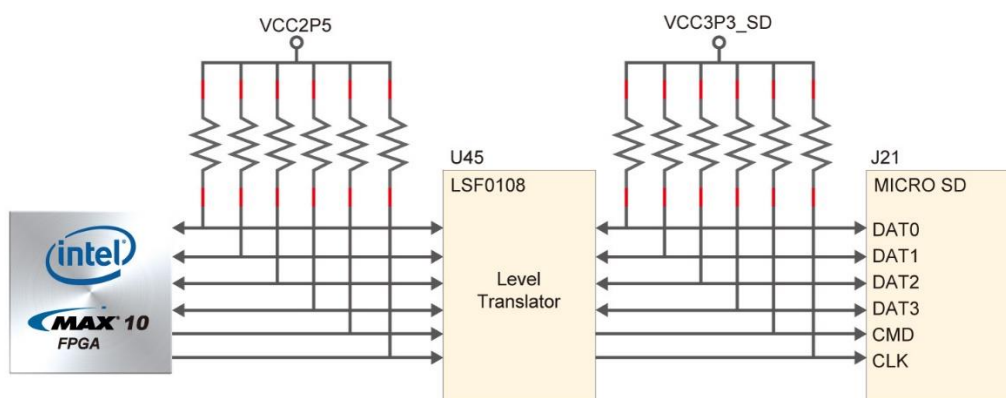 VCC2P5
VCC3P3_SD
U45
LSF0108
Level
Translator
J21
MICRO SD
DAT0
DAT1
DAT2
DAT3
CMD
CLK
intel®
MAX® 10
FPGA